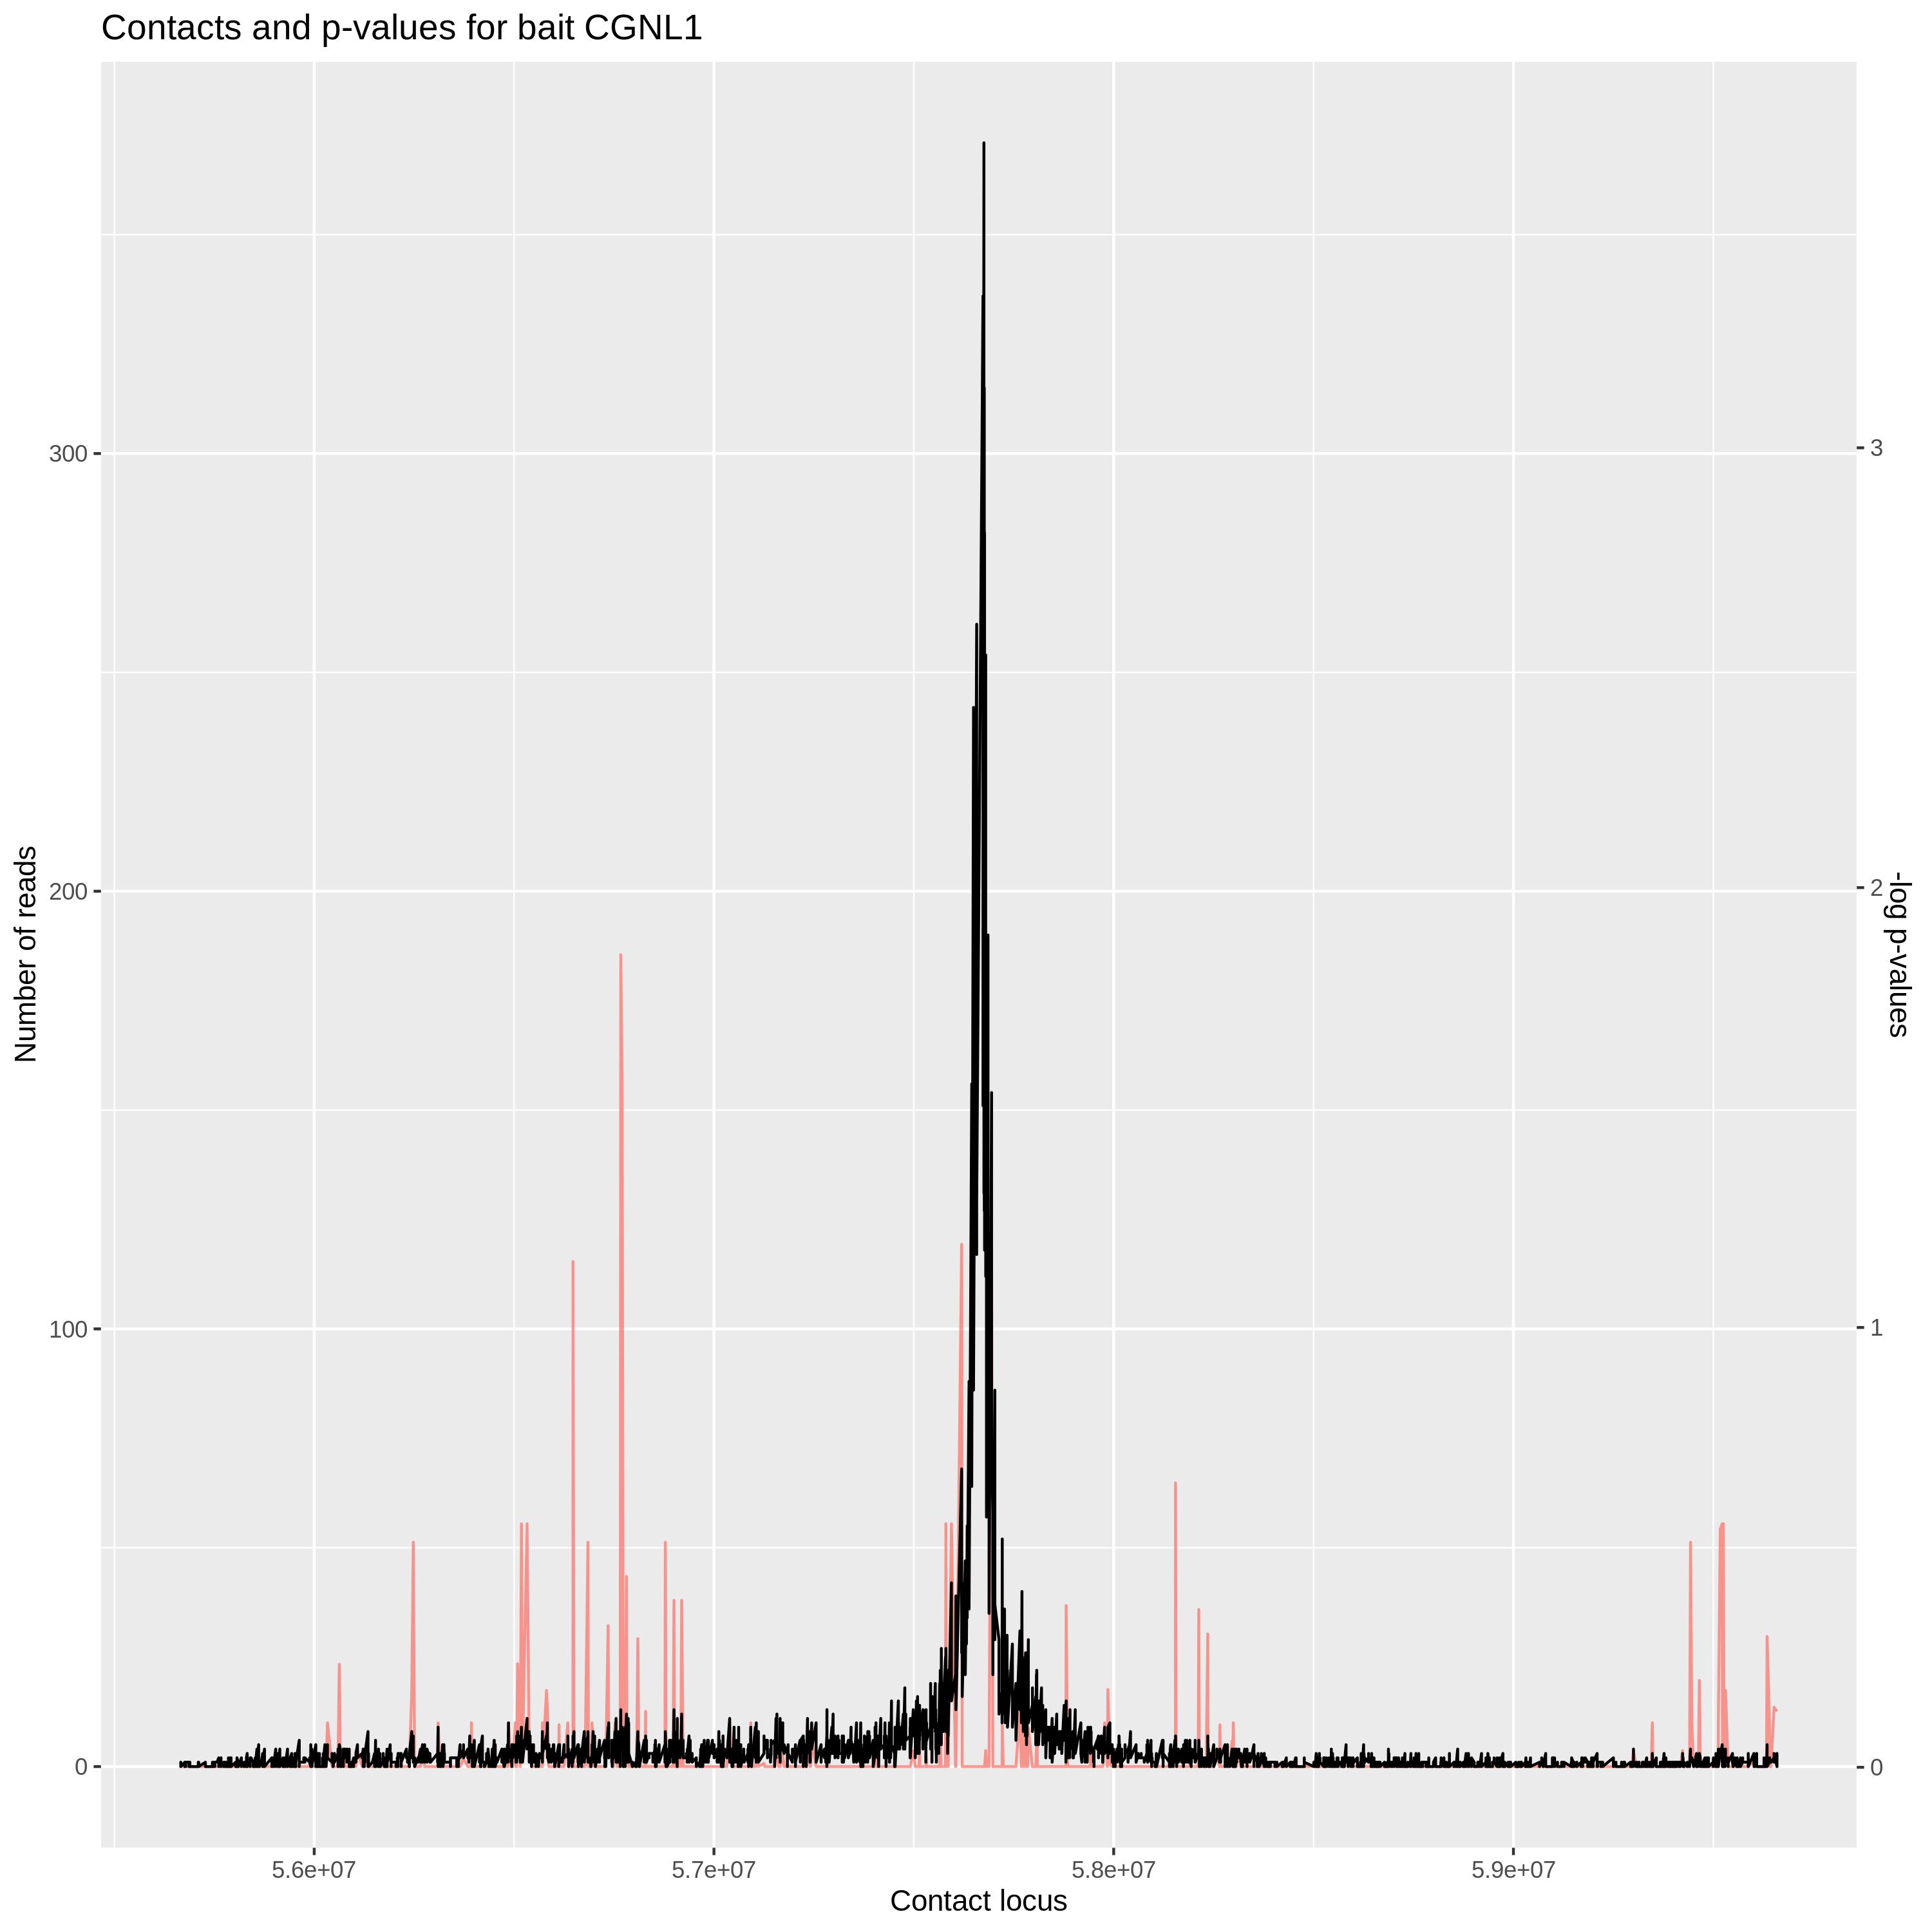 Contacts and p-values for bait CGNL1
Number of reads
300
200
100
0
3
2
1
0
-log p-values
5.6e+07 5.7e+07 5.8e+07 5.9e+07
Contact locus